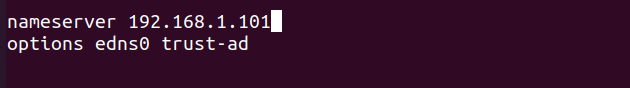 nameserver 192.168.1.101
options edns0 trust-ad